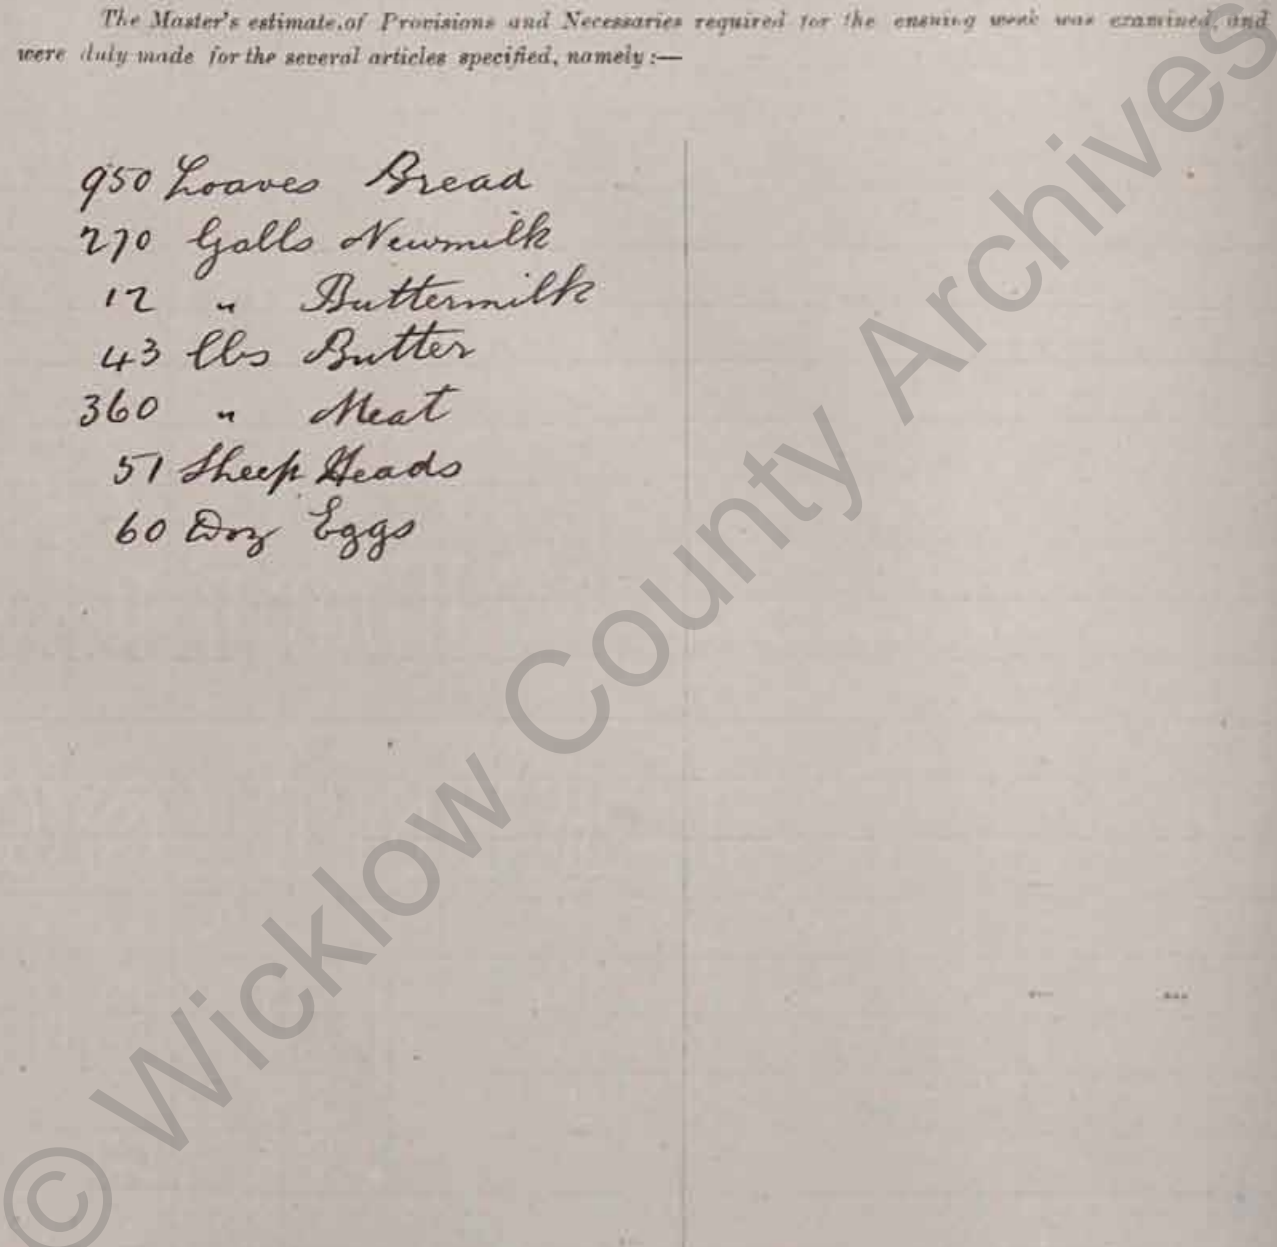 The Master's estimate of Provisions and Necessaries required for the ensuing week was examined, and
were duly made for the several articles specified, namely :—
950 Loaves Bread
270 Galls Newmilk
12 " Buttermilk
43 lbs Butter
360 " Meat
51 Sheep Heads
60 Doz Eggs
© Wicklow County Archives